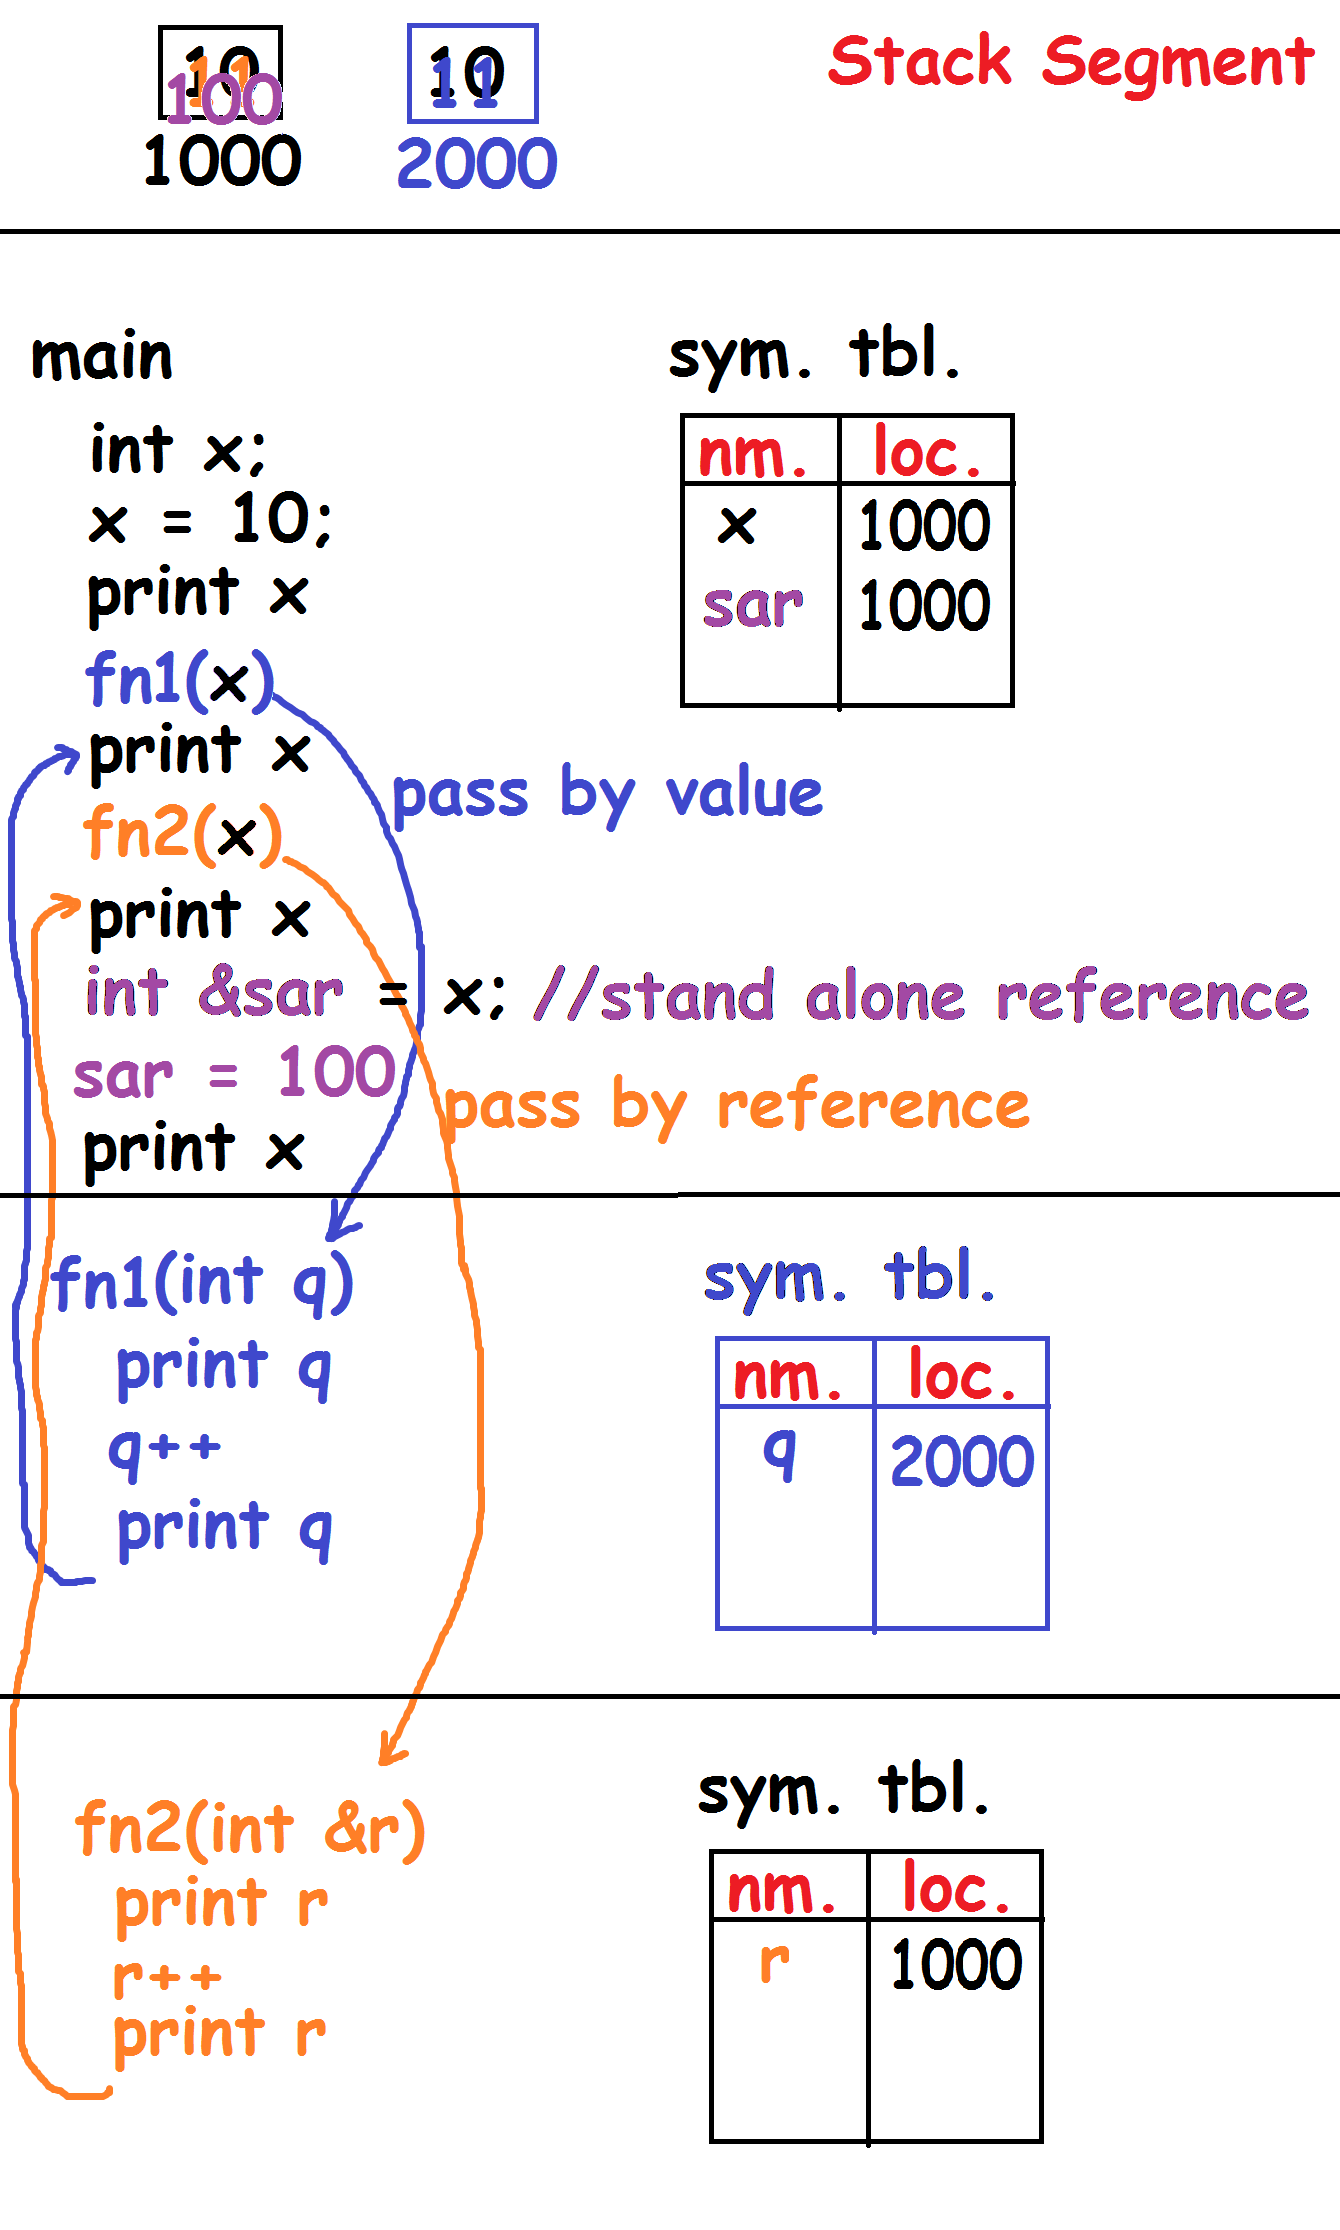 10 11 100
10 11
Stack Segment
1000
2000
main
sym. tbl.
int x;
nm. loc.
x = 10;
x 1000
print x
sar 1000
fn1(x)
print x
pass by value
fn2(x)
print x
int &sar = x; //stand alone reference
sar = 100
pass by reference
print x
fn1(int q)
sym. tbl.
print q
nm. loc.
q++
q 2000
print q
sym. tbl.
fn2(int &r)
nm. loc.
print r
r 1000
r++
print r